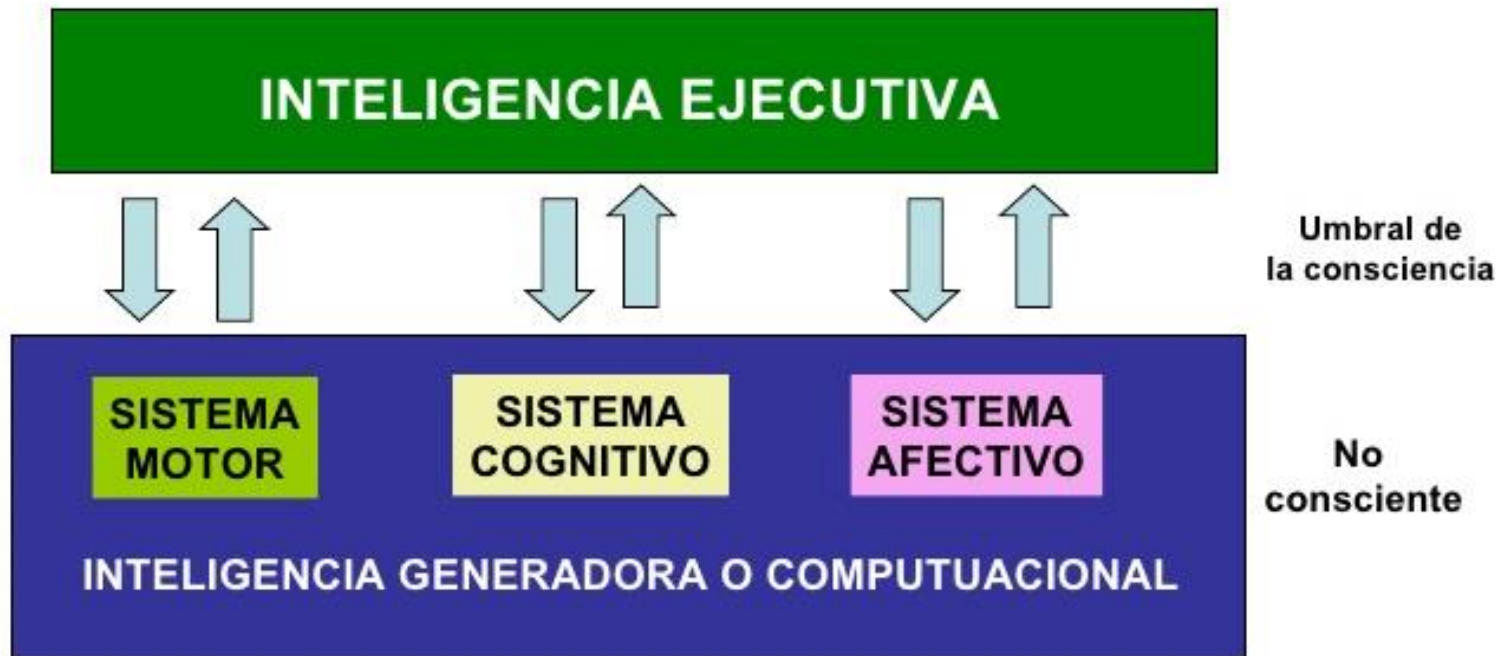 INTELIGENCIA EJECUTIVA
Umbral de
la consciencia
SISTEMA
MOTOR
SISTEMA
COGNITIVO
SISTEMA
AFECTIVO
No
consciente
INTELIGENCIA GENERADORA O COMPUTUACIONAL